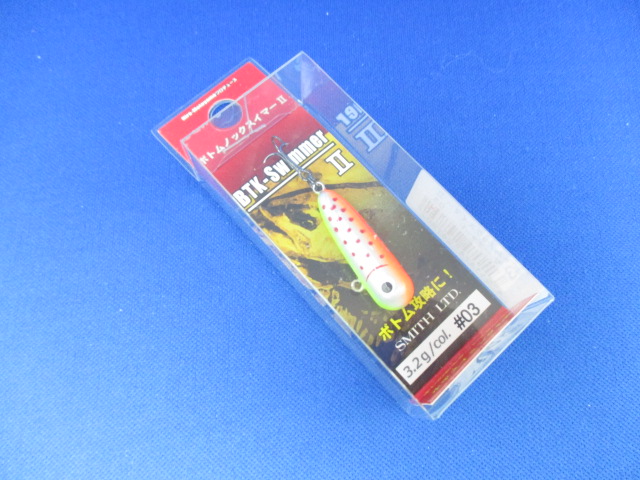 ボトムノックスイマーII
BTK-Swimmer
II
ボトム攻略に!
SMITH LTD.
3.2g/col. #03